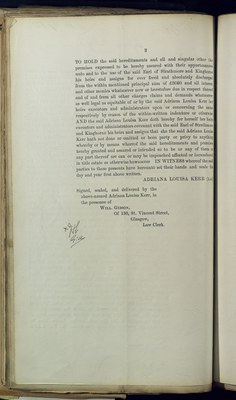 2
TO HOLD the said hereditaments and all and singular other the
premises expressed to be hereby assured with their appurtenances
unto and to the use of the said Earl of Strathmore and Kinghorne
his heirs and assigns for ever freed and absolutely discharged
from the within mentioned principal sum of and all interest
and other moneys whatsoever now or heretofore due in respect thereof
and of and from all other charges claims and demands whatsoever
as well legal as equitable of or by the said Adriana Louisa Kerr her
heirs executors and administrators upon or concerning the same
respectively by reason of the within-written indenture or otherwise
AND the said Adriana Louisa Kerr doth hereby for herself her heirs
executors and administrators covenant with the said Earl of Strathmore
and Kinghorne his heirs and assigns that she the said Adriana Louisa
Kerr hath not done or omitted or been party or privy to anything
whereby or by means whereof the said hereditaments and premises
hereby granted and assured or intended so to be or any of them or
any part thereof are can or may be impeached affected or incumbered
in title estate or otherwise howsoever IN WITNESS whereof the said
parties to these presents have hereunto set their hands and seals the
day and year first above written.
ADRIANA LOUISA KERR
Signed, sealed, and delivered by the
above-named Adriana Louisa Kerr, in
the presence of
WILL.
Of 139, St. Vincent Street,
Glasgow,
Law Clerk.